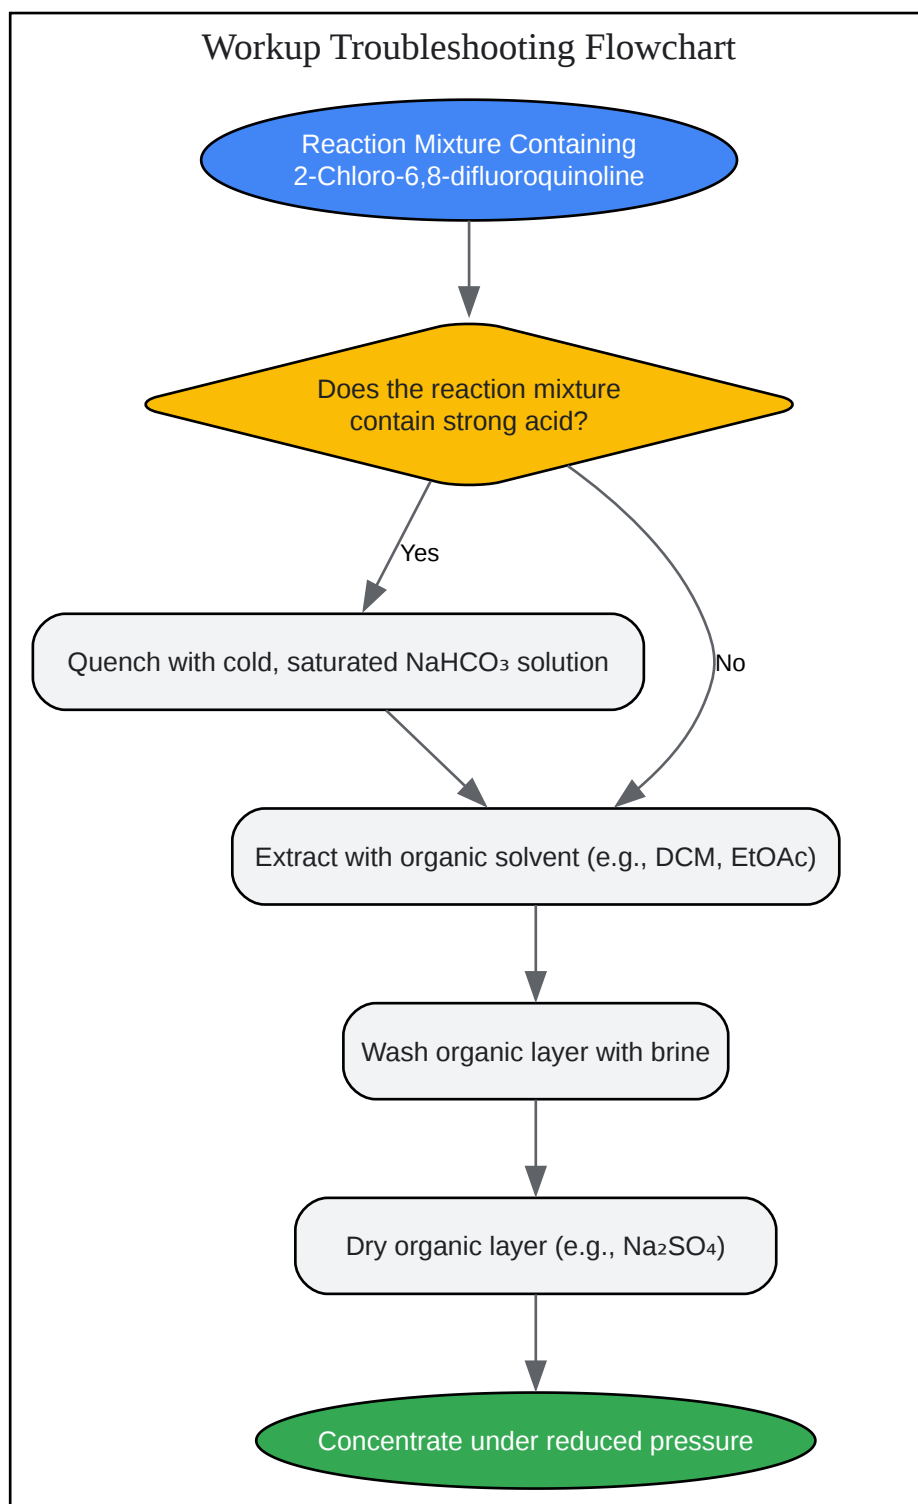 Workup Troubleshooting Flowchart
Reaction Mixture Containing
2-Chloro-6,8-difluoroquinoline
Does the reaction mixture
contain strong acid?
Yes
Quench with cold, saturated NaHCO₃ solution
No
Extract with organic solvent (e.g., DCM, EtOAc)
Wash organic layer with brine
Dry organic layer (e.g., Na₂SO₄)
Concentrate under reduced pressure